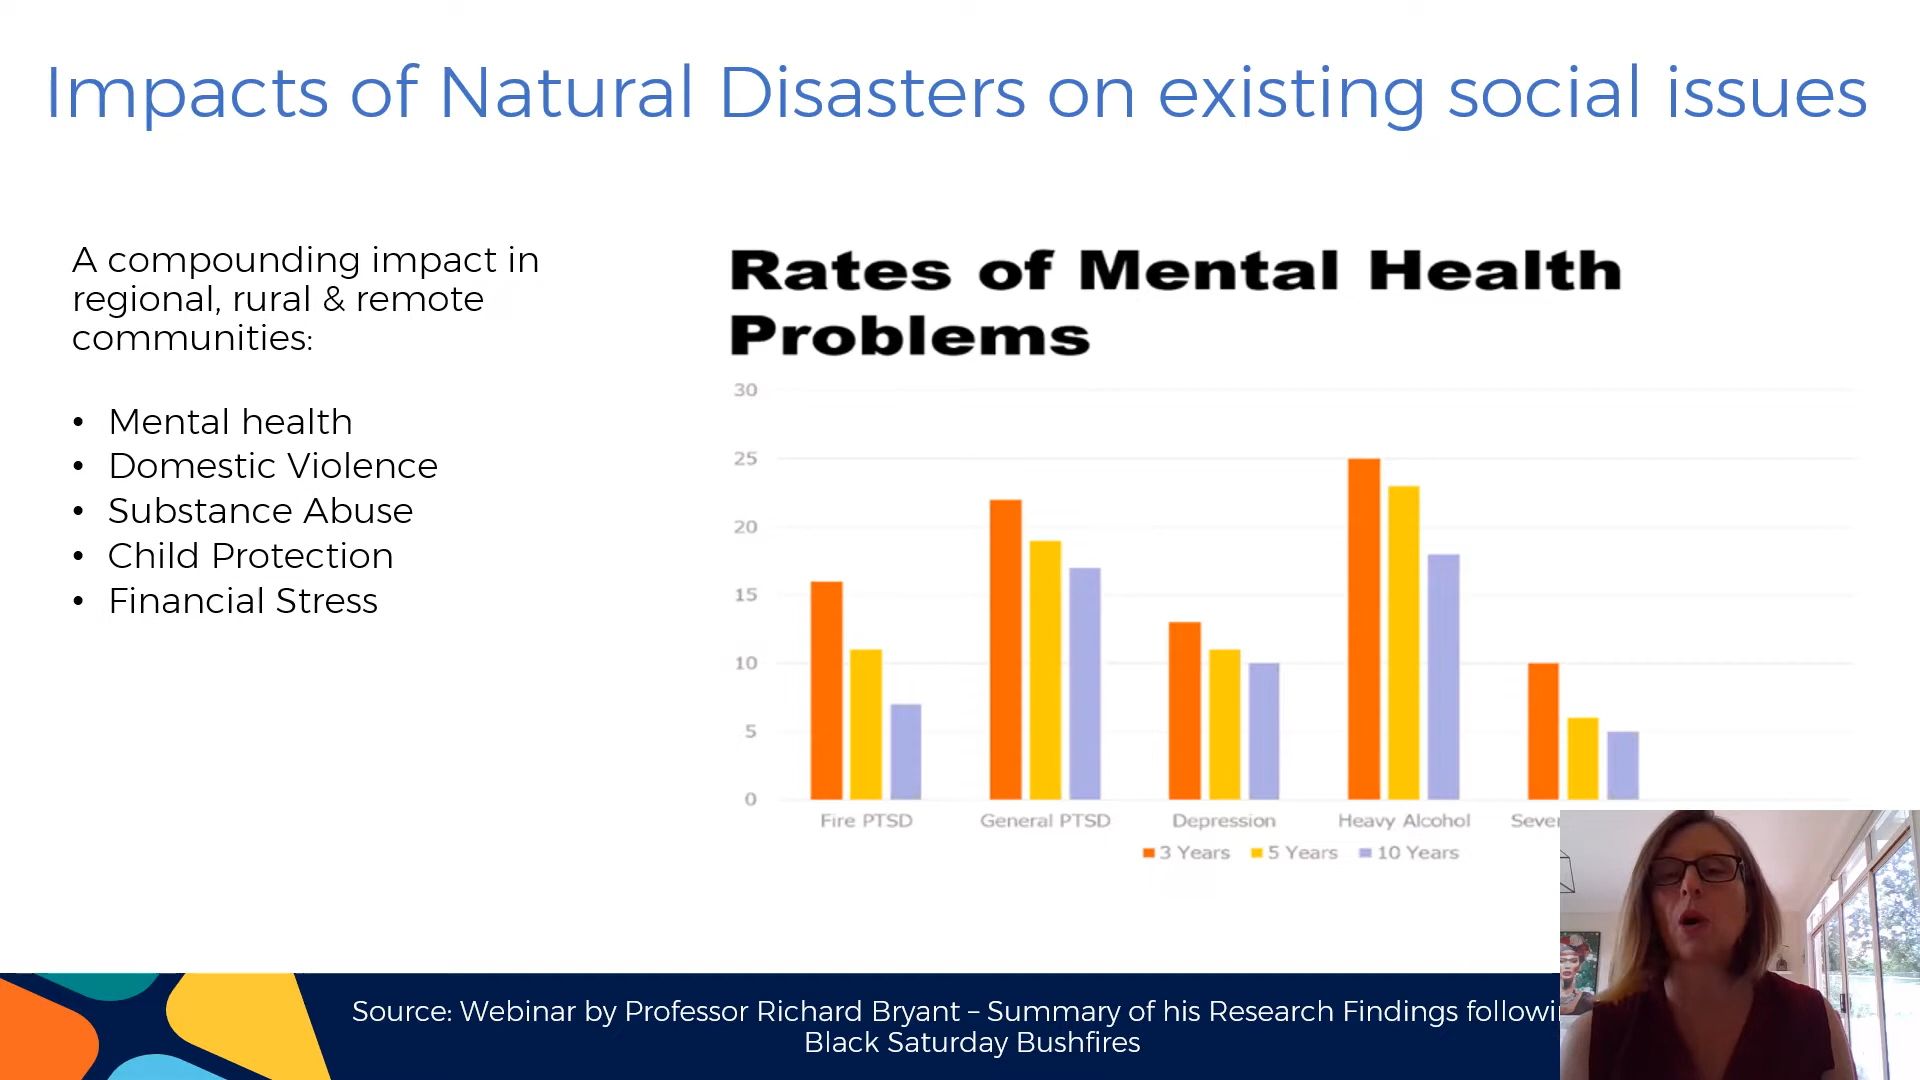 Impacts of Natural Disasters on existing social issues
A compounding impact in
regional, rural & remote
communities:
• Mental health
• Domestic Violence
• Substance Abuse
• Child Protection
• Financial Stress
Rates of Mental Health
Problems
30
25
20
15
10
5
0
Fire PTSD General PTSD Depression Heavy Alcohol
3 Years 5 Years 10 Years
Source: Webinar by Professor Richard Bryant – Summary of his Research Findings
Black Saturday Bushfires